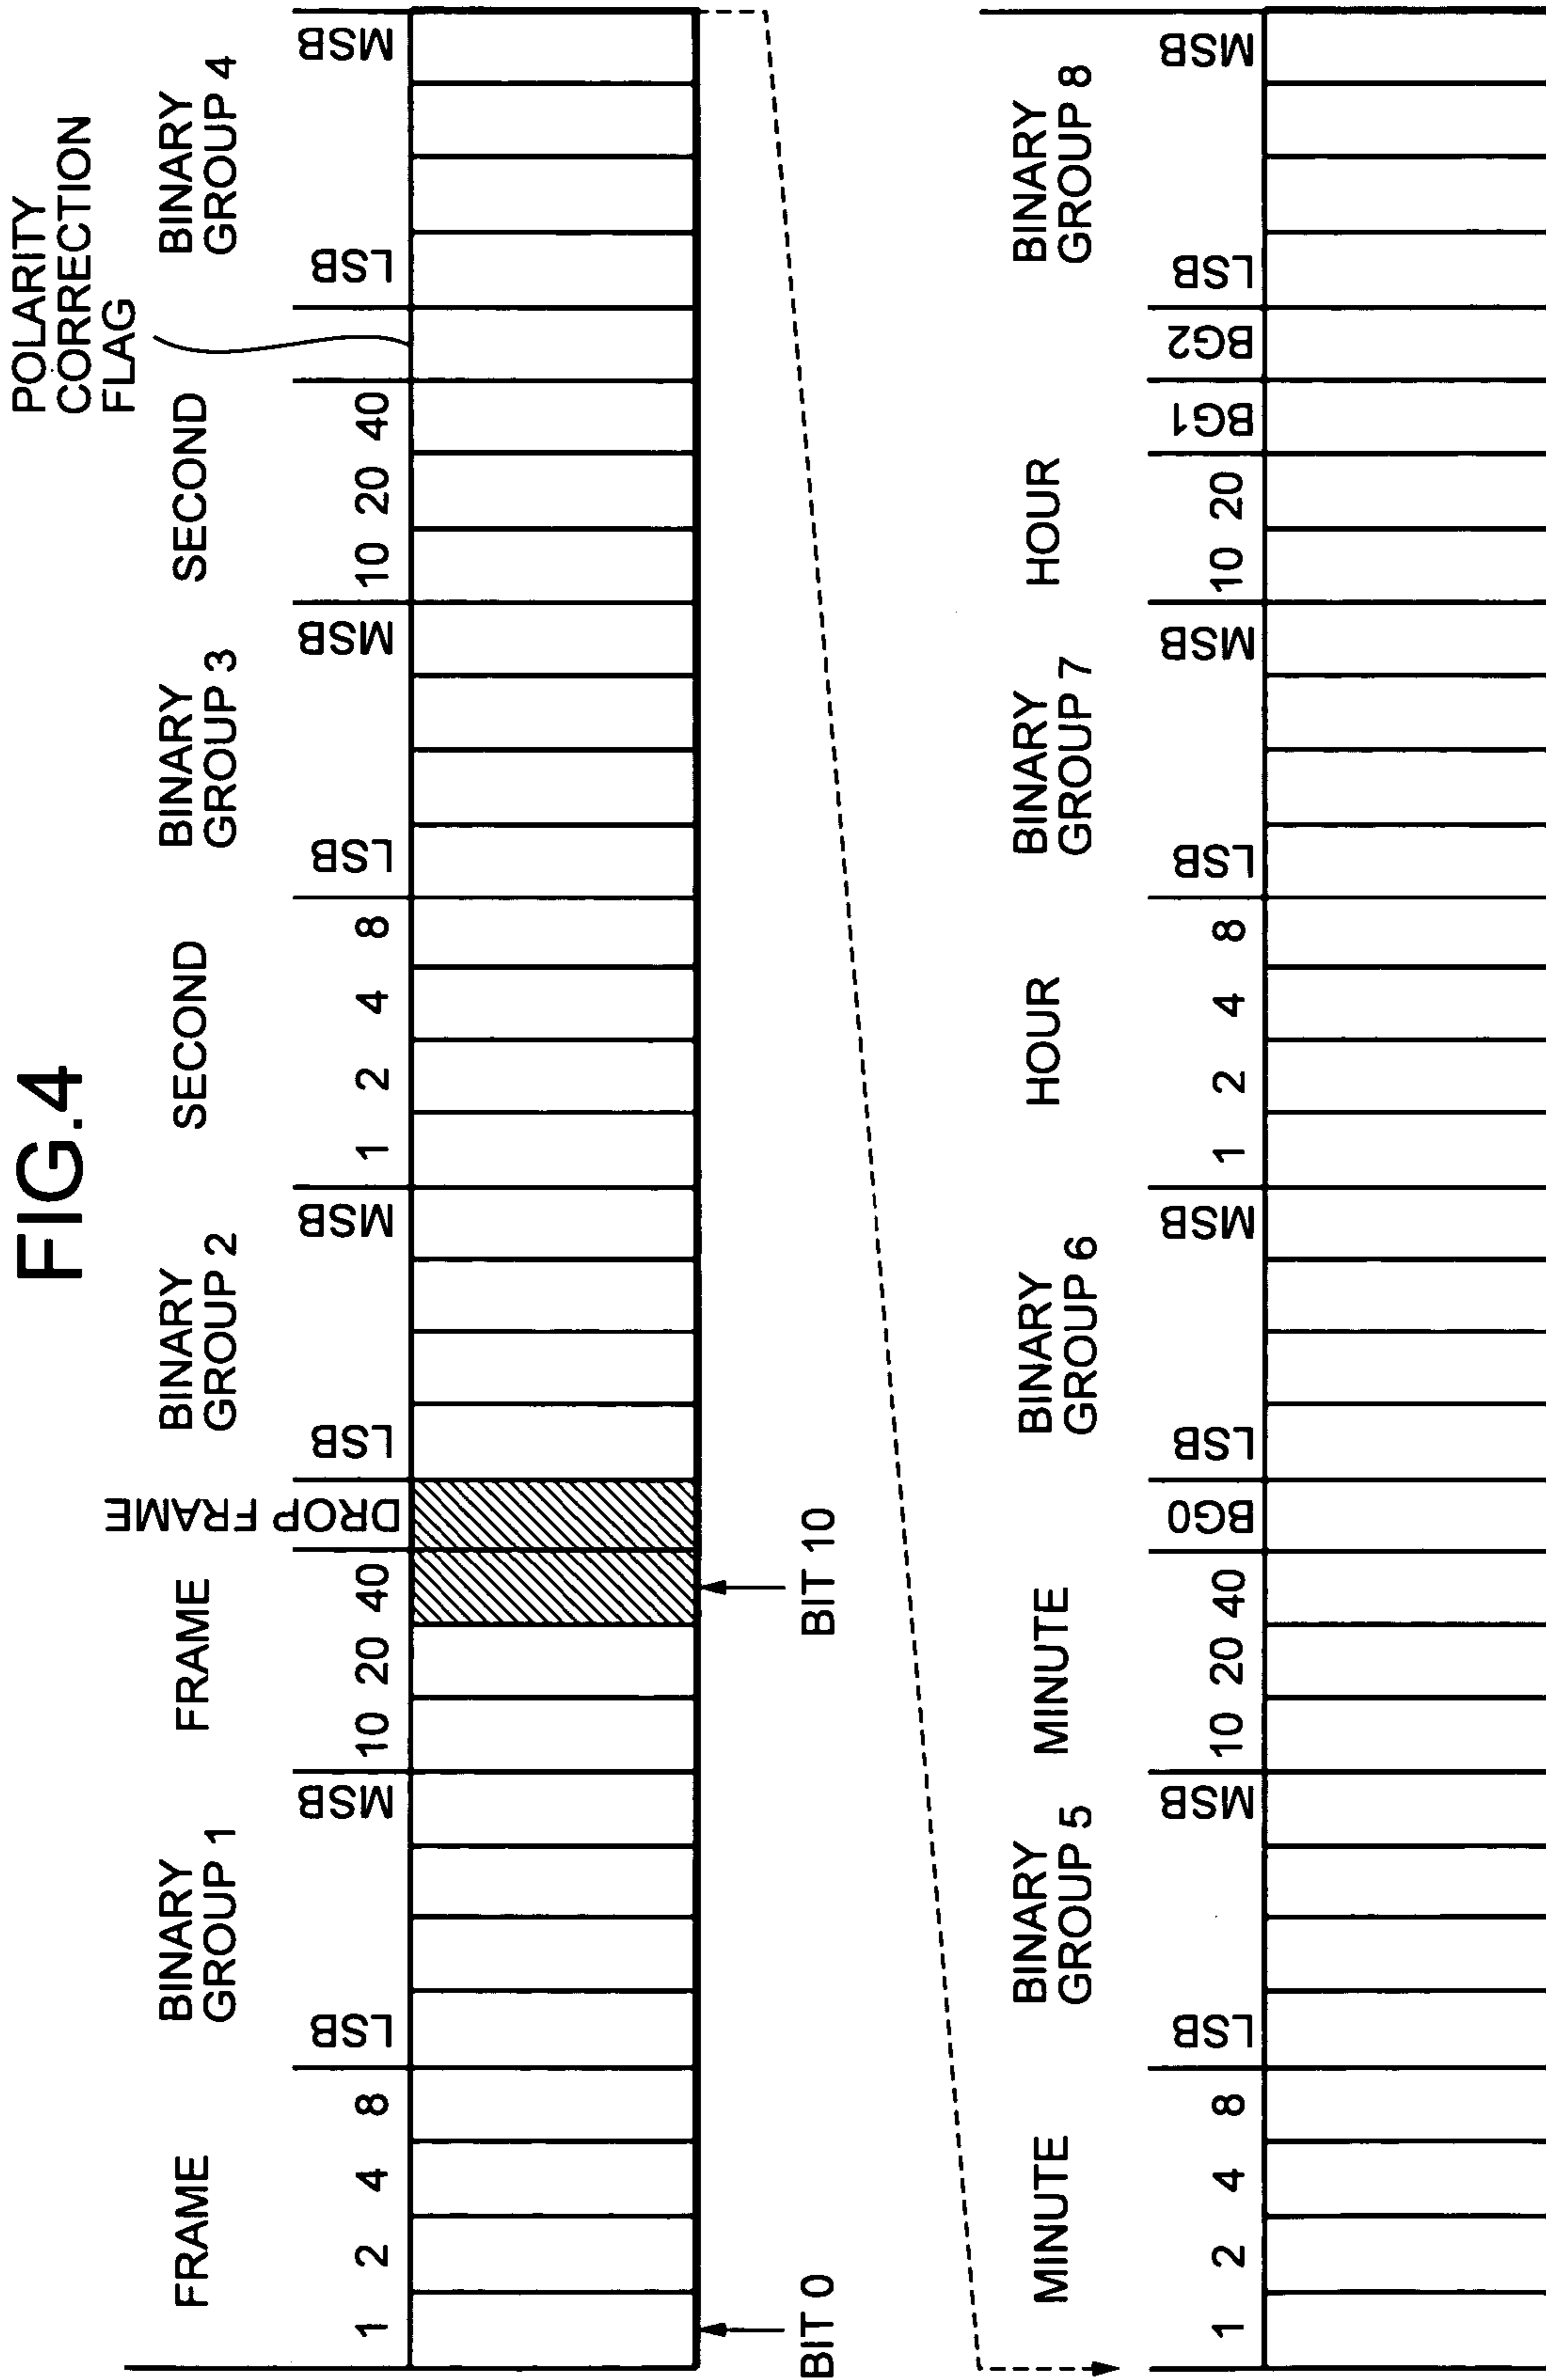 FIG.4
POLARITY
CORRECTION
FLAG
FRAME
BINARY
GROUP 1
FRAME
BINARY
GROUP 2
SECOND
BINARY
GROUP 3
SECOND
BINARY
GROUP 4
1 2 4 8 LSB MSB 10 20 40 DROP FRAME LSB MSB 1 2 4 8 LSB MSB 10 20 40 LSB MSB
BIT 0
BIT 10
MINUTE
BINARY
GROUP 5
MINUTE
BINARY
GROUP 6
HOUR
BINARY
GROUP 7
HOUR
BINARY
GROUP 8
1 2 4 8 LSB MSB 10 20 40 BG0 LSB MSB 1 2 4 8 LSB MSB 10 20 BG1 BG2 LSB MSB